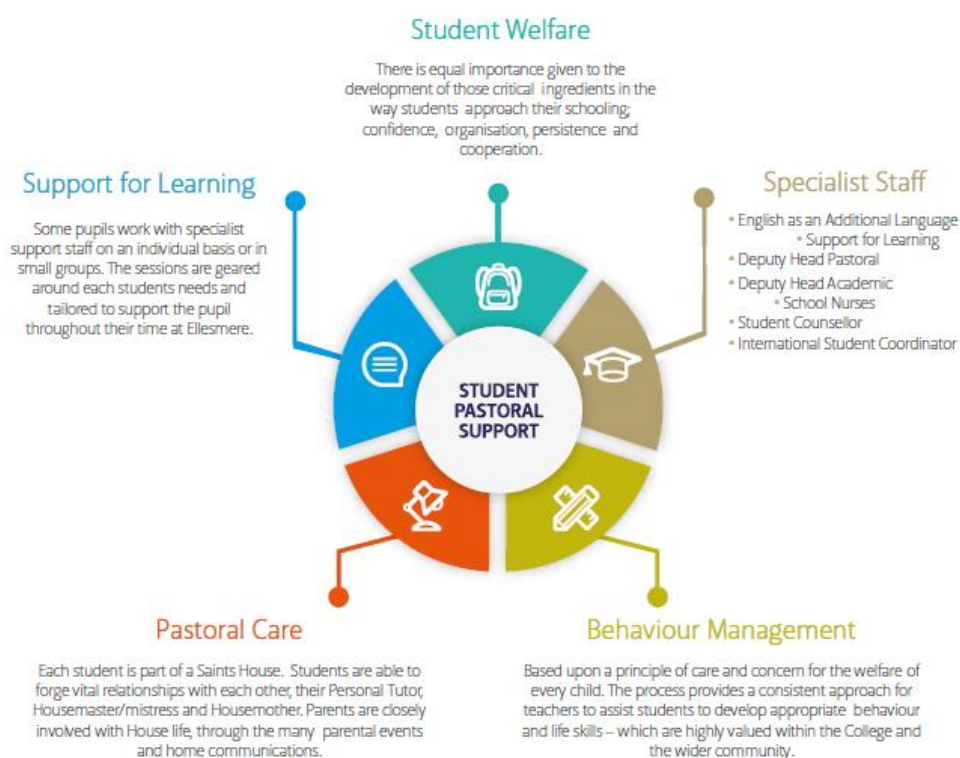 Student Welfare
There is equal importance given to the
development of those critical ingredients in the
way students approach their schooling;
confidence, organisation, persistence and
cooperation.
Support for Learning
Some pupils work with specialist
support staff on an individual basis or in
small groups. The sessions are geared
around each students needs and
tailored to support the pupil
throughout their time at Ellesmere.
Specialist Staff
• English as an Additional Language
• Support for Learning
• Deputy Head Pastoral
• Deputy Head Academic
• School Nurses
• Student Counsellor
• International Student Coordinator
STUDENT
PASTORAL
SUPPORT
Pastoral Care
Each student is part of a Saints House. Students are able to
forge vital relationships with each other, their Personal Tutor,
Housemaster/mistress and Housemother. Parents are closely
involved with House life, through the many parental events
and home communications.
Behaviour Management
Based upon a principle of care and concern for the welfare of
every child. The process provides a consistent approach for
teachers to assist students to develop appropriate behaviour
and life skills – which are highly valued within the College and
the wider community.